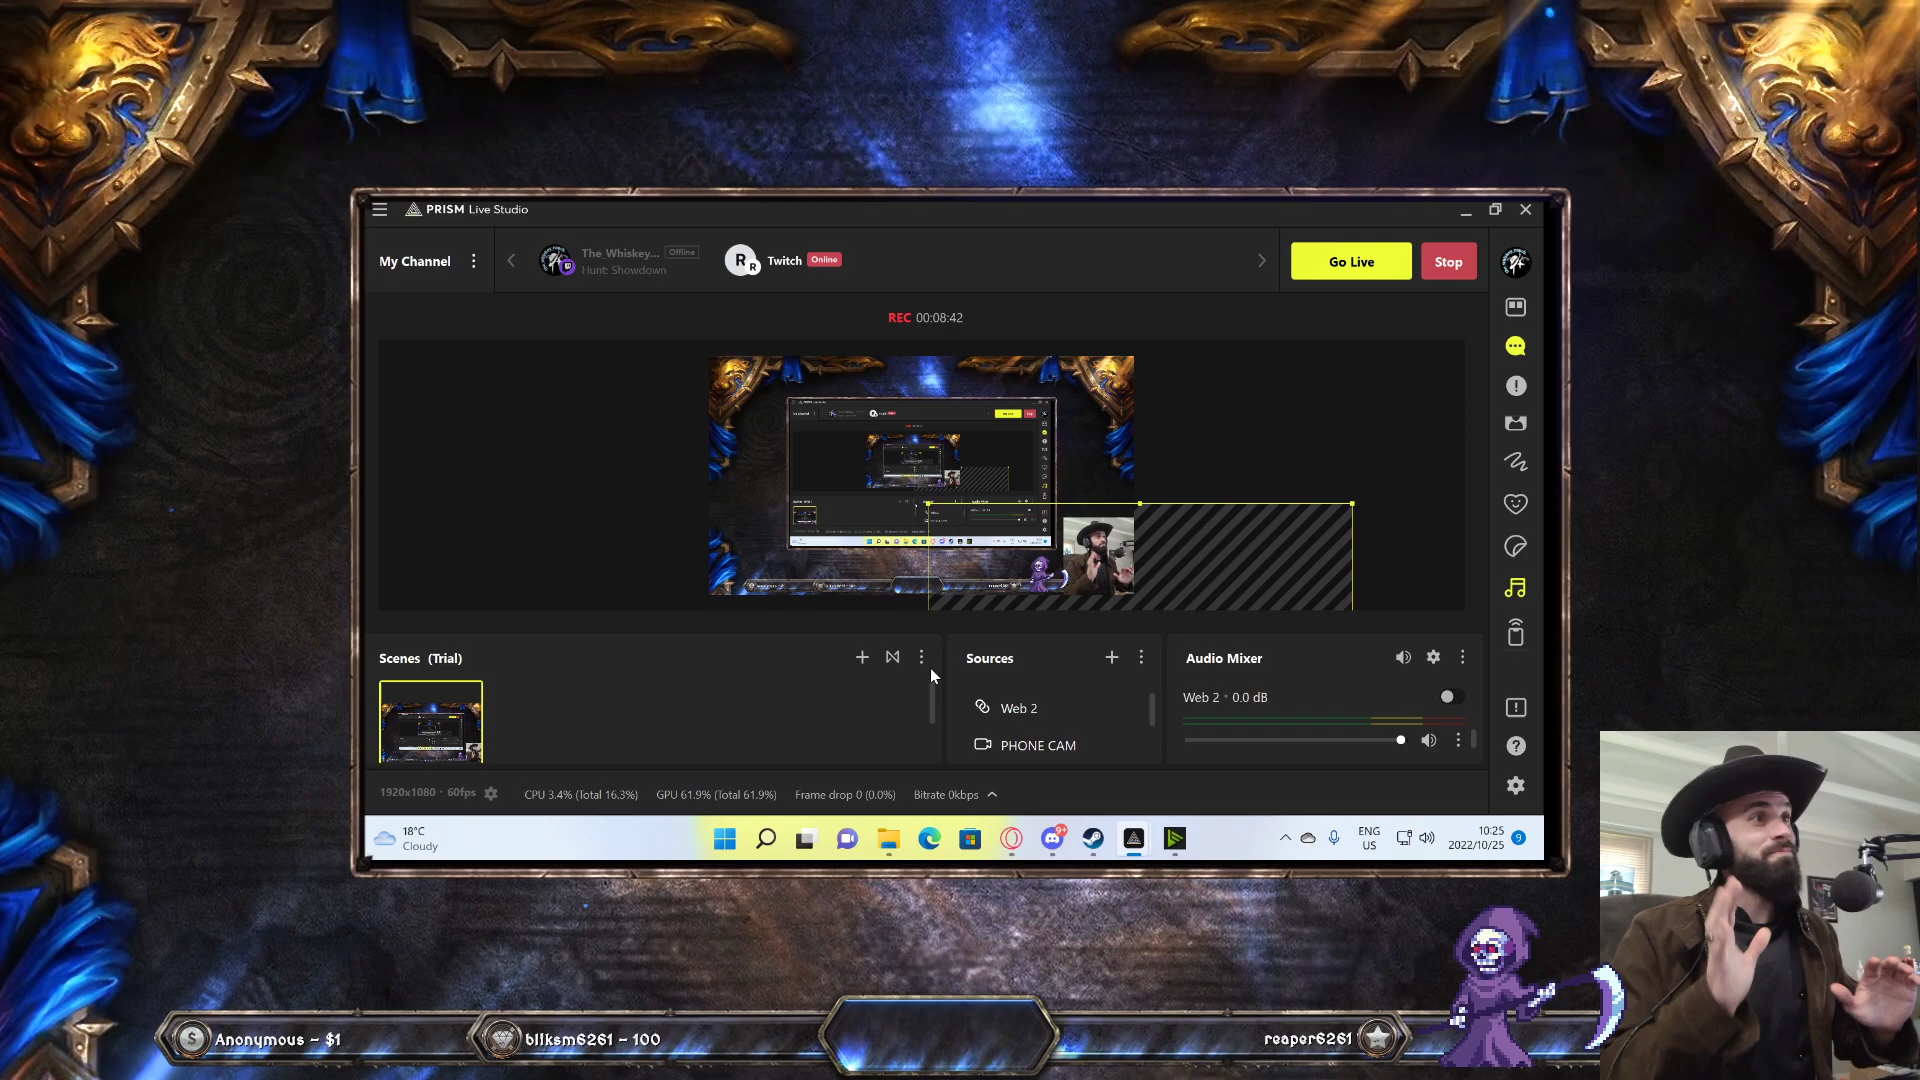 PRISM Live Studio
My Channel
The_Whiskey... Offline
Hunt: Showdown
R R Twitch Online
Go Live
Stop
REC 00:08:42
Scenes (Trial)
Sources
Audio Mixer
Web 2
PHONE CAM
Web 2 • 0.0 dB
1920x1080 • 60fps
CPU 3.4% (Total 16.3%)
GPU 61.9% (Total 61.9%)
Frame drop 0 (0.0%)
Bitrate 0kbps
18°C
Cloudy
9+
ENG
US
10:25
2022/10/25
9
Anonymous - $1
bliksm6261 - 100
reaper6261